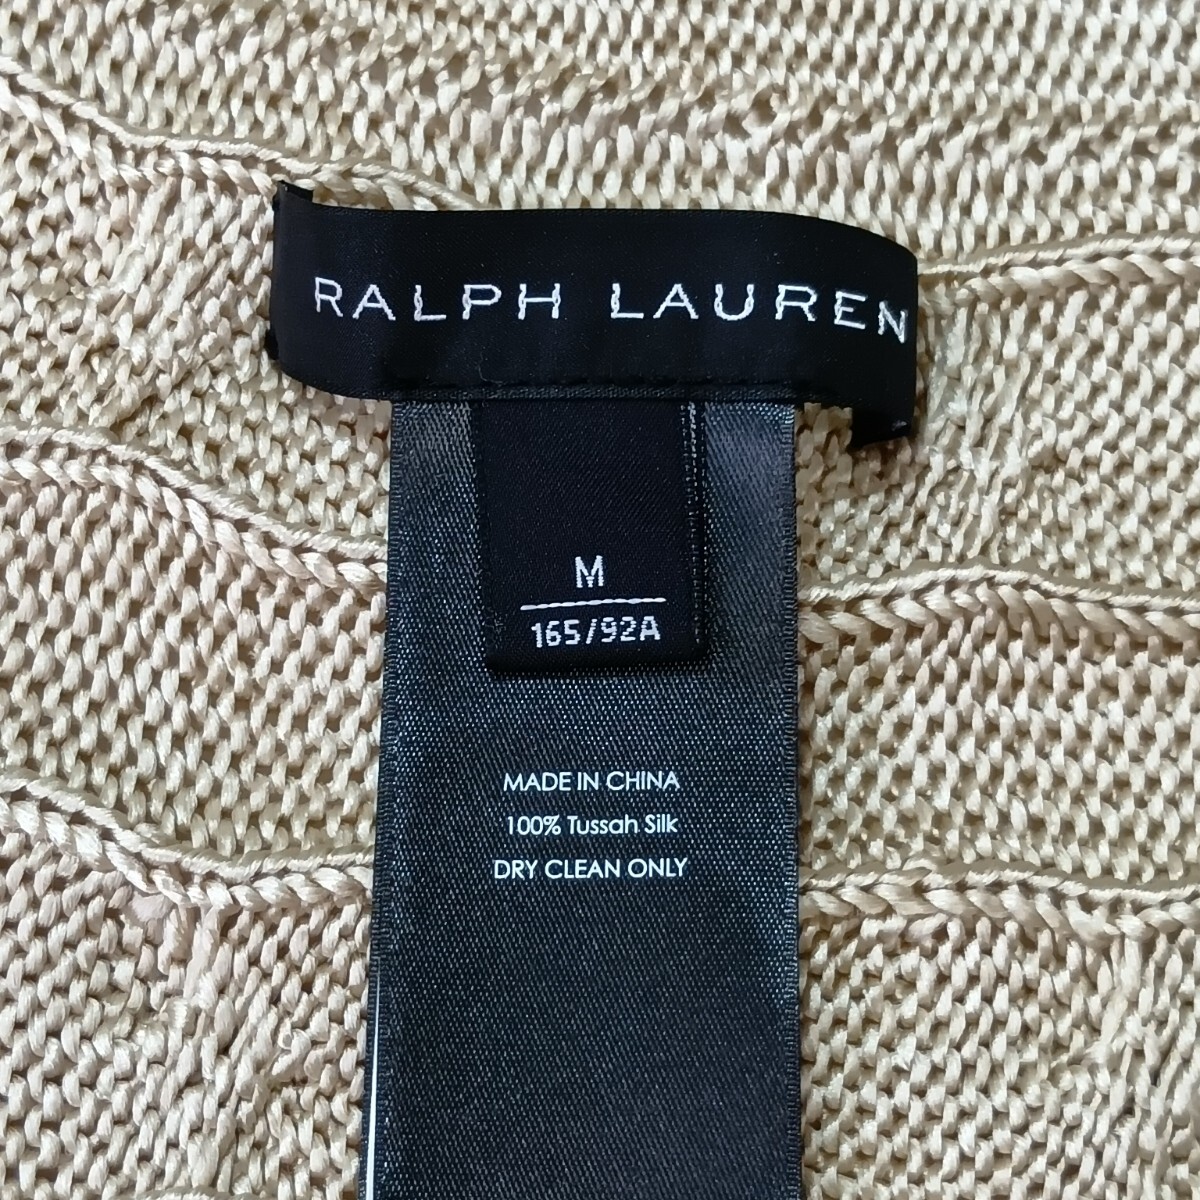 RALPH LAUREN
M
165/92A
MADE IN CHINA
100% Tussah Silk
DRY CLEAN ONLY